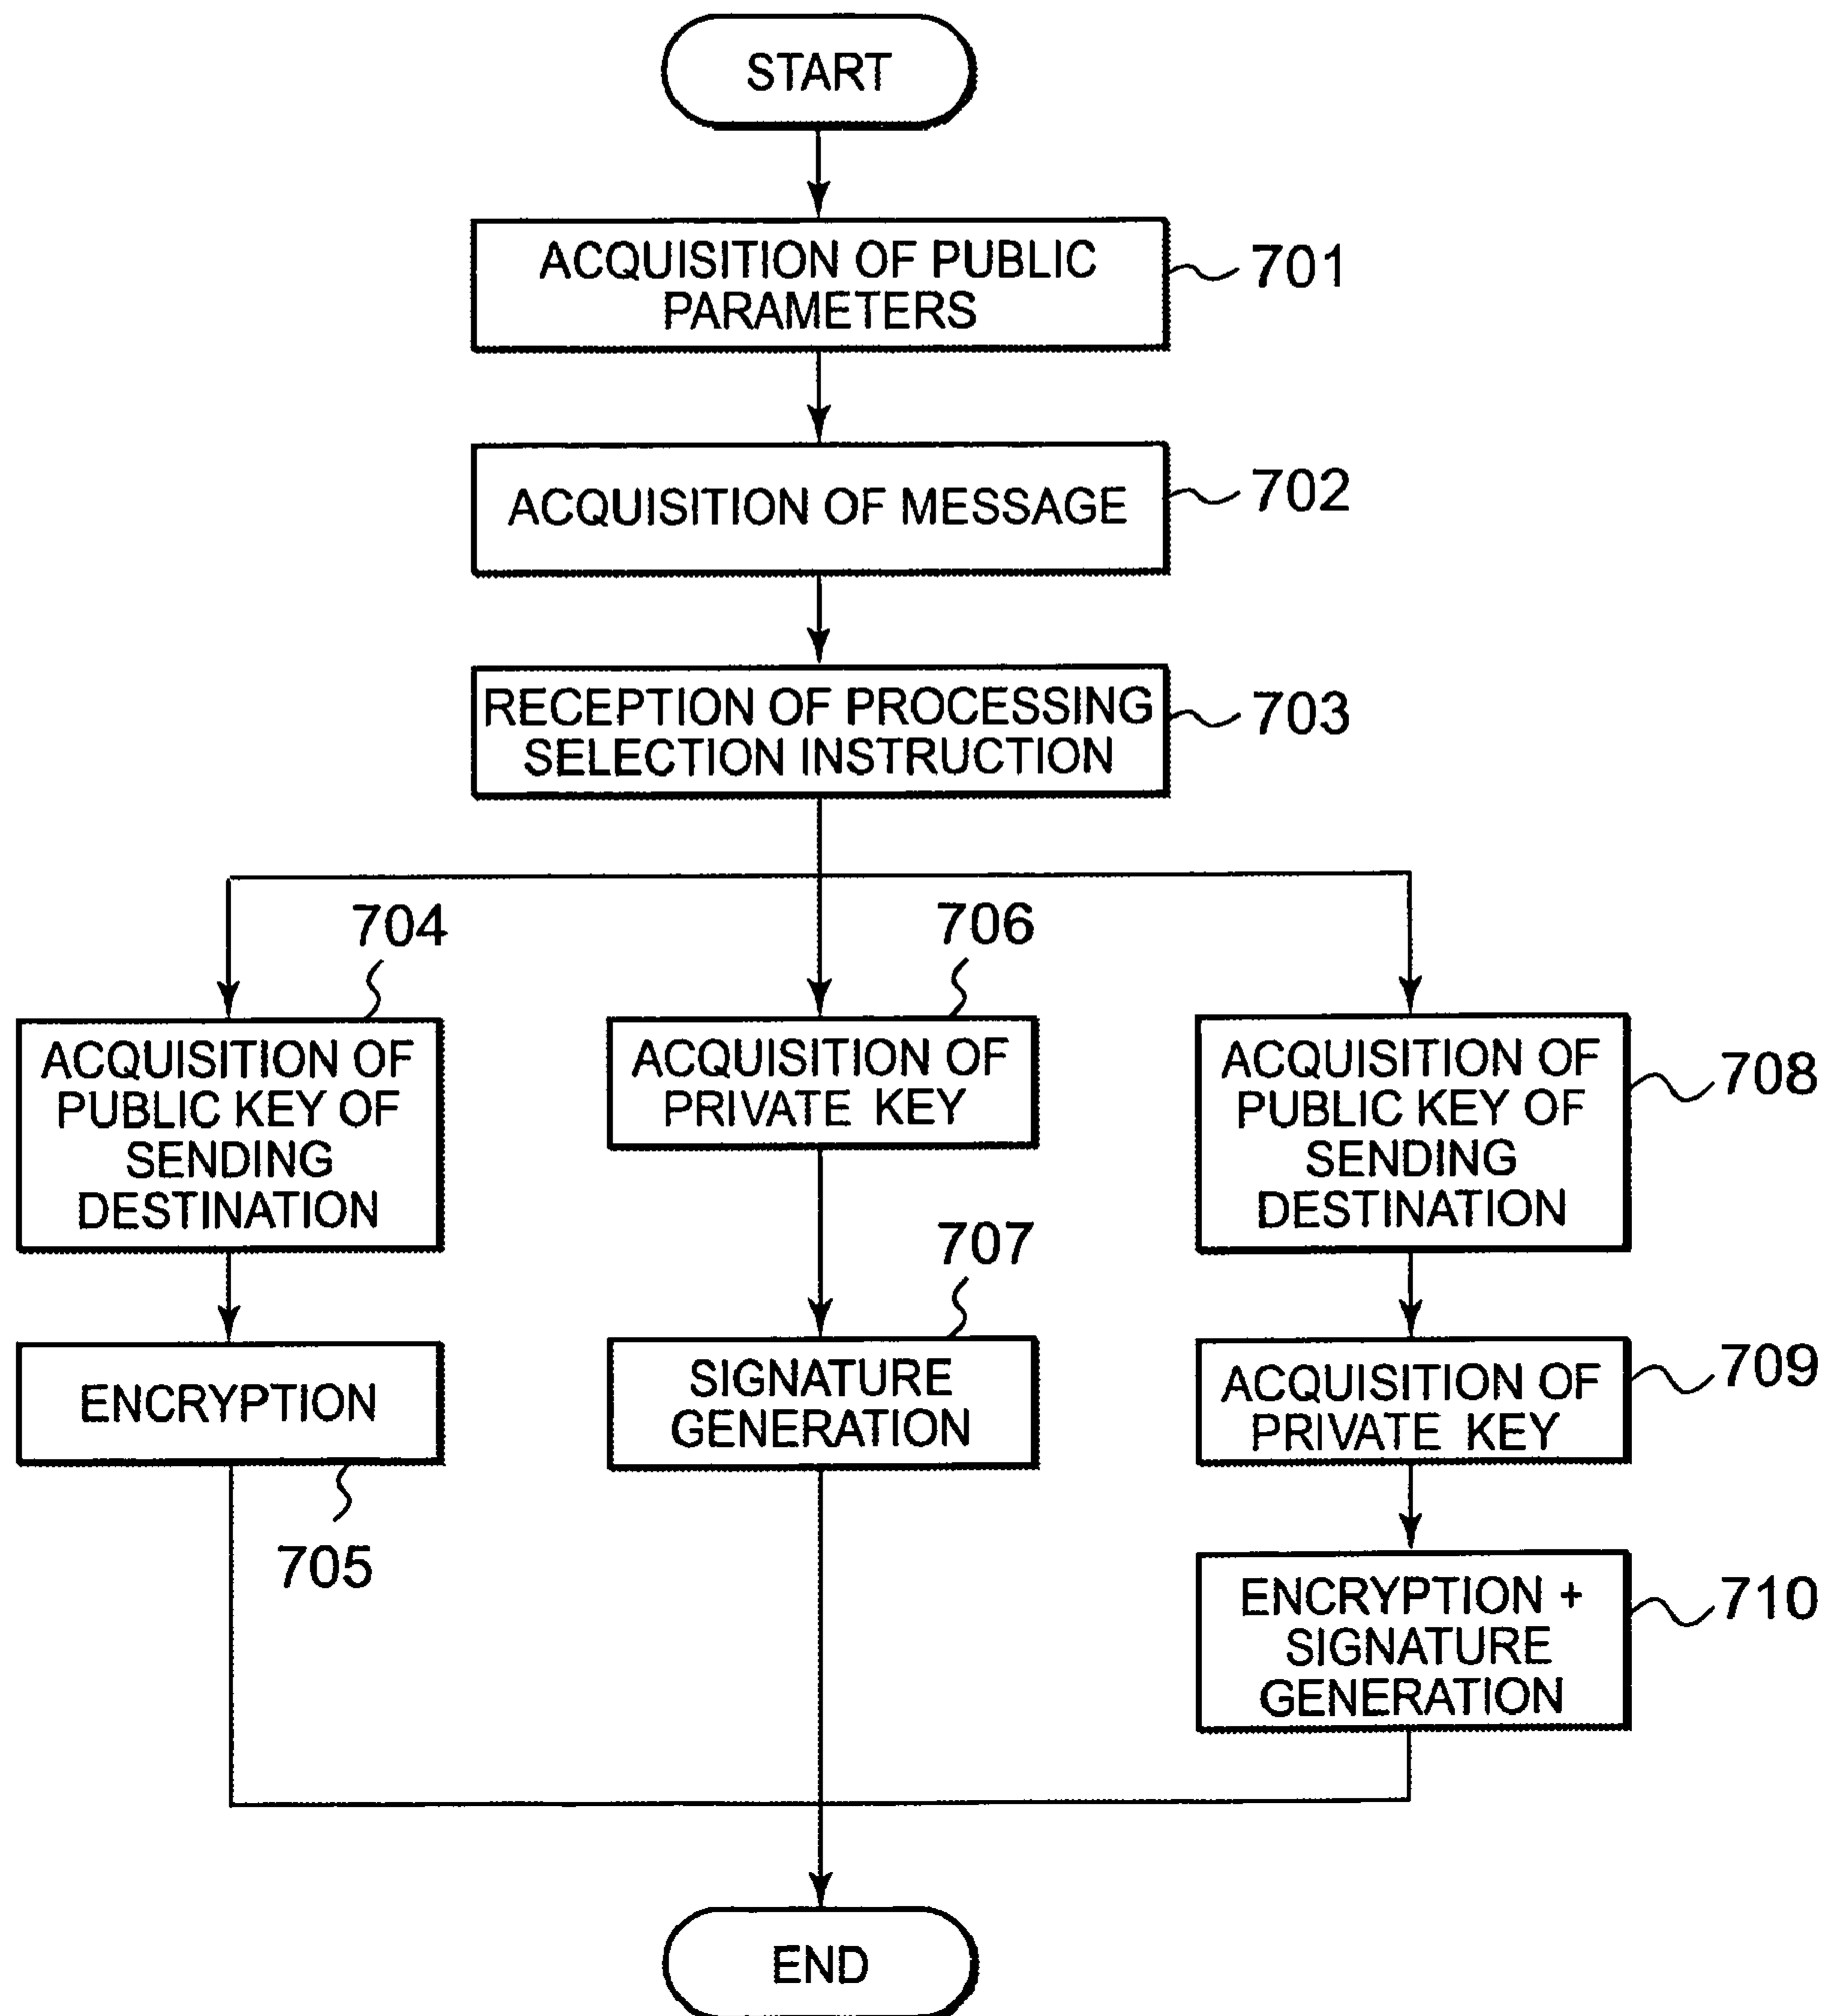 START
ACQUISITION OF PUBLIC
PARAMETERS
701
ACQUISITION OF MESSAGE
702
RECEPTION OF PROCESSING
SELECTION INSTRUCTION
703
704
ACQUISITION OF
PUBLIC KEY OF
SENDING
DESTINATION
ENCRYPTION
705
706
ACQUISITION OF
PRIVATE KEY
707
SIGNATURE
GENERATION
ACQUISITION OF
PUBLIC KEY OF
SENDING
DESTINATION
708
ACQUISITION OF
PRIVATE KEY
709
ENCRYPTION +
SIGNATURE
GENERATION
710
END